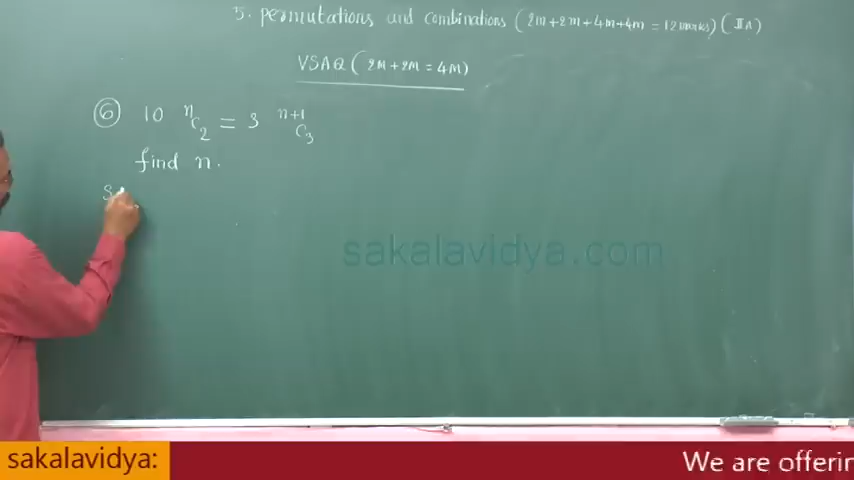 5. permutations and combinations (2M+2M+4M+4M = 12 marks) (II A)
VSAQ (2M+2M = 4M)
⑥ 10 ⁿC₂ = 3 ⁿ⁺¹C₃
find n.
S
sakalavidya.com
sakalavidya: We are offerin